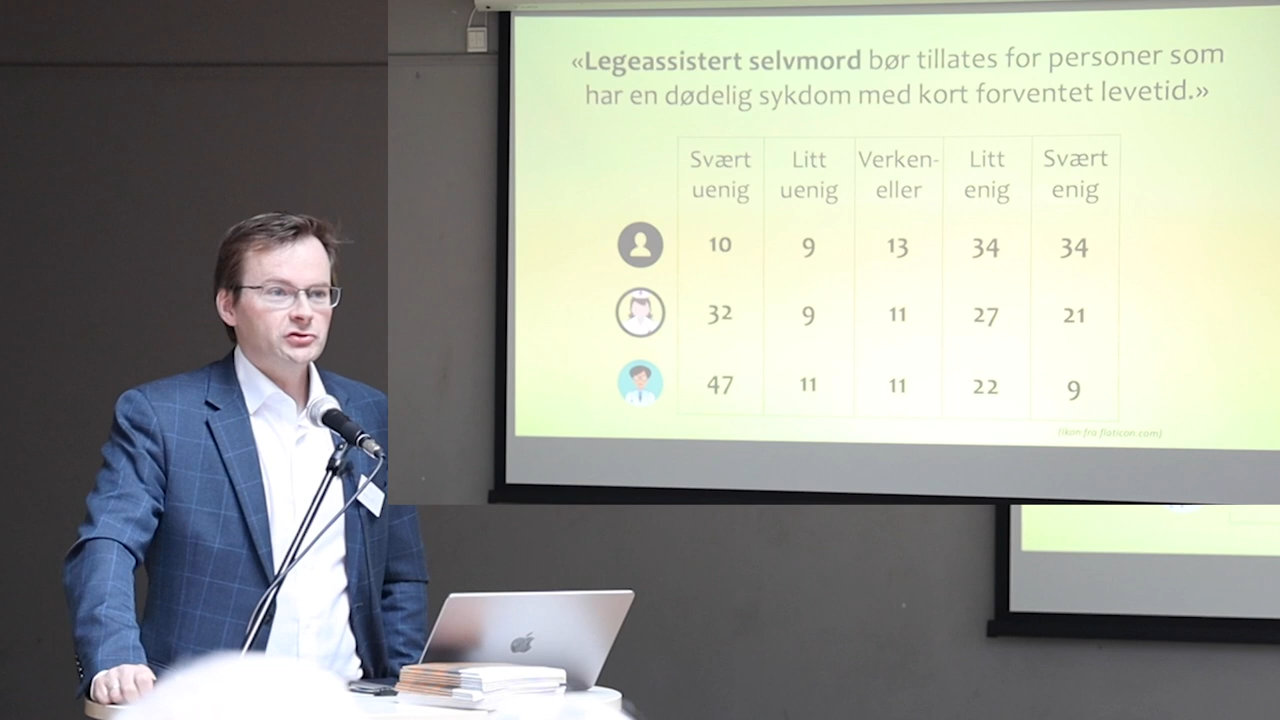 «Legeassistert selvmord bør tillates for personer som
har en dødelig sykdom med kort forventet levetid.»
Svært uenig Litt uenig Verken-eller Litt enig Svært enig
10 9 13 34 34
32 9 11 27 21
47 11 11 22 9
(ikon fra flaticon.com)